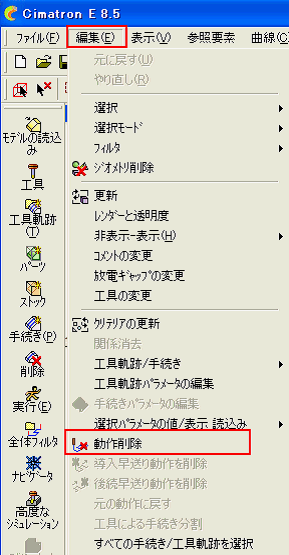 Cimatron E 8.5
ﾌｧｲﾙ(F) 編集(E) 表示(V) 参照要素 曲線(C)
元に戻す(U)
やり直し(R)
選択
選択ﾓｰﾄﾞ
ﾌｨﾙﾀ
ｼﾞｵﾒﾄﾘ削除
更新
ﾚﾝﾀﾞｰと透明度
非表示-表示(H)
ｺﾒﾝﾄの変更
放電ｷﾞｬｯﾌﾟの変更
工具の変更
ｸﾘﾃﾘｱの更新
関係消去
工具軌跡/手続き
工具軌跡ﾊﾟﾗﾒｰﾀの編集
手続きﾊﾟﾗﾒｰﾀの編集
選択ﾊﾟﾗﾒｰﾀの値/表示 読込み
動作削除
導入早送り動作を削除
後続早送り動作を削除
元の動作に戻す
工具による手続き分割
すべての手続き/工具軌跡を選択
ﾓﾃﾞﾙの読込み
工具
工具軌跡(T)
ﾊﾟｰﾂ
ｽﾄｯｸ
手続き(P)
削除
実行(E)
全体ﾌｨﾙﾀ
ﾅﾋﾞｹﾞｰﾀ
高度なｼﾐｭﾚｰｼｮﾝ